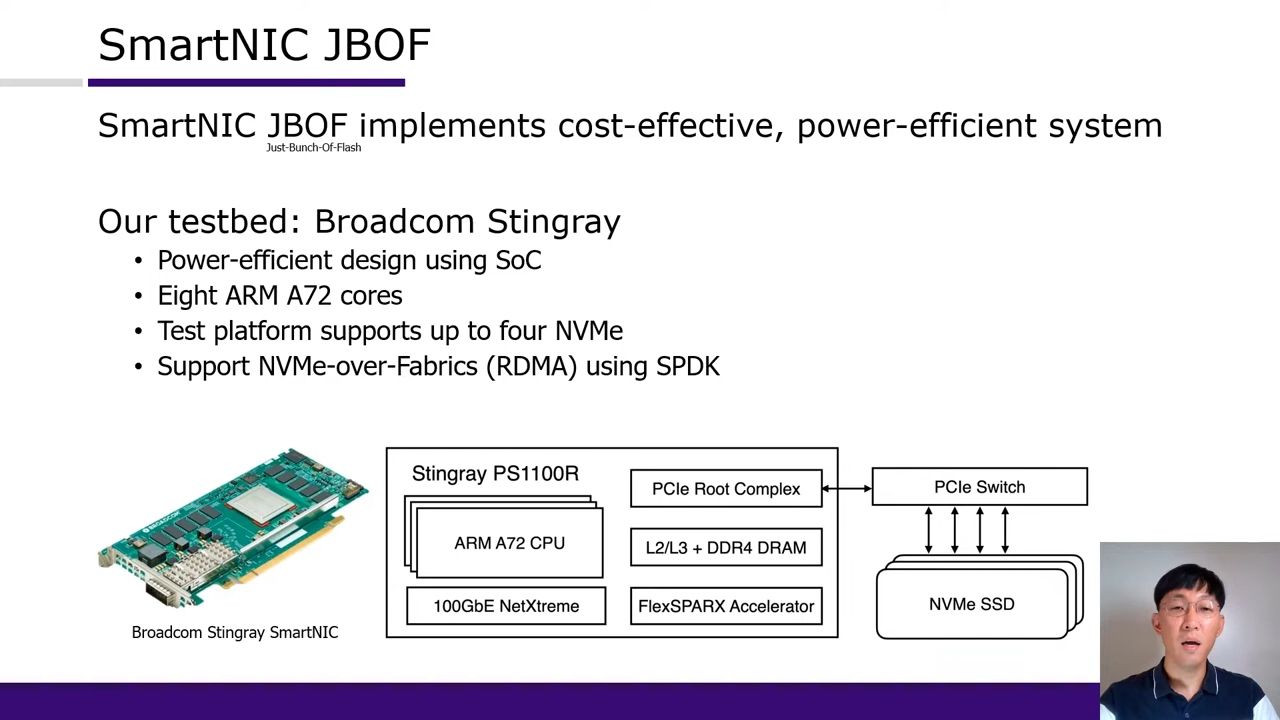 SmartNIC JBOF
SmartNIC JBOF implements cost-effective, power-efficient system
Just-Bunch-Of-Flash
Our testbed: Broadcom Stingray
• Power-efficient design using SoC
• Eight ARM A72 cores
• Test platform supports up to four NVMe
• Support NVMe-over-Fabrics (RDMA) using SPDK
BROADCOM
Broadcom Stingray SmartNIC
Stingray PS1100R
ARM A72 CPU
100GbE NetXtreme
PCIe Root Complex
L2/L3 + DDR4 DRAM
FlexSPARX Accelerator
PCIe Switch
NVMe SSD